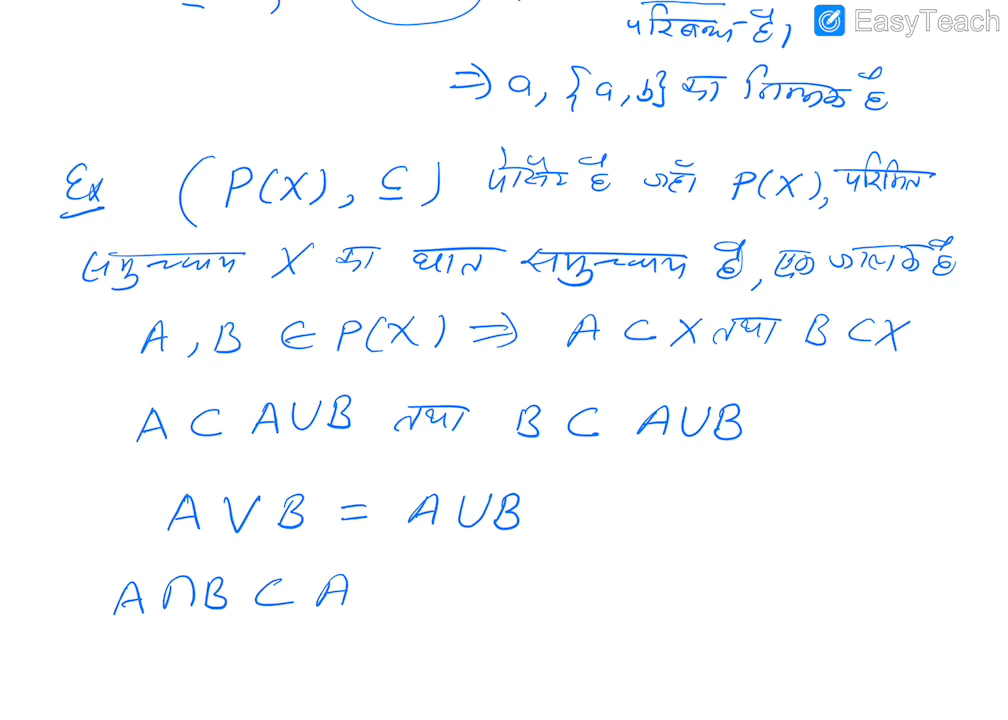 EasyTeach
परिबद्ध है,
⇒ a, {a, b} का निम्नक है
Ex (P(X), ⊆) पोसेट है जहाँ P(X), परिमित
समुच्चय X का घात समुच्चय है, एक जालक है
A, B ∈ P(X) ⇒ A ⊂ X तथा B ⊂ X
A ⊂ A∪B तथा B ⊂ A∪B
A ∨ B = A ∪ B
A ∩ B ⊂ A